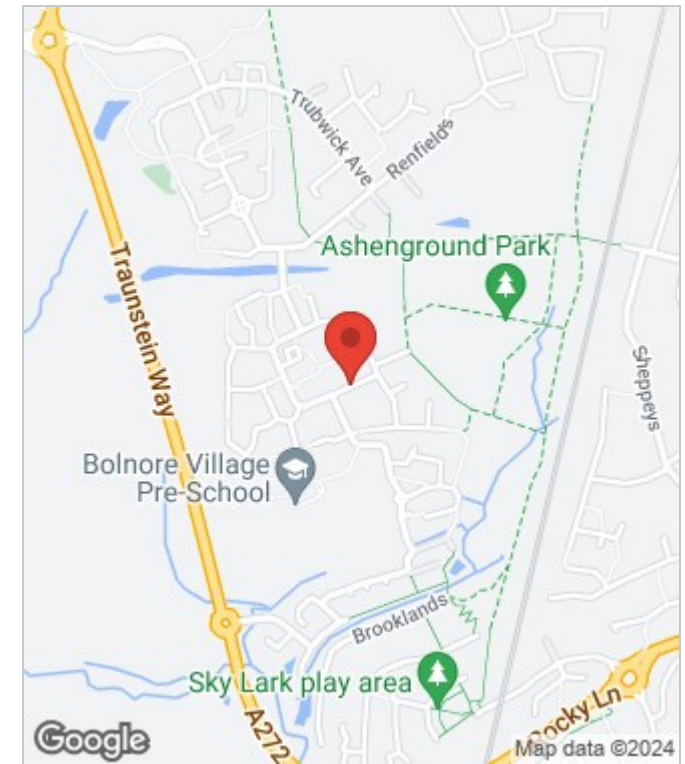 Trubwick Ave
Renfields
Ashenground Park
Traunstein Way
Sheppeys
Bolnore Village
Pre-School
Brooklands
Sky Lark play area
A272
Rocky Ln
Google
Map data ©2024